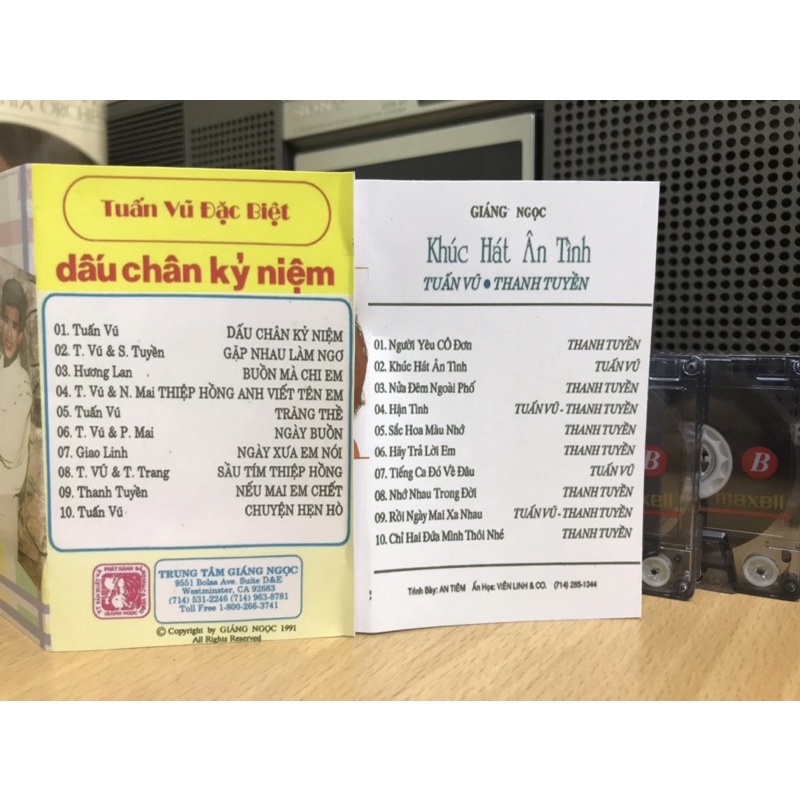 HIA ORCHE
Tuấn Vũ Đặc Biệt
dấu chân kỷ niệm
01. Tuấn Vũ DẤU CHÂN KỶ NIỆM
02. T. Vũ & S. Tuyền GẶP NHAU LÀM NGƠ
03. Hương Lan BUỒN MÀ CHI EM
04. T. Vũ & N. Mai THIỆP HỒNG ANH VIẾT TÊN EM
05. Tuấn Vũ TRĂNG THỀ
06. T. Vũ & P. Mai NGÀY BUỒN
07. Giao Linh NGÀY XƯA EM NÓI
08. T. VŨ & T. Trang SẦU TÍM THIỆP HỒNG
09. Thanh Tuyền NẾU MAI EM CHẾT
10. Tuấn Vũ CHUYỆN HẸN HÒ
PHÁT HÀNH BỞI
GIÁNG NGỌC
TRUNG TÂM GIÁNG NGỌC
9551 Bolsa Ave. Suite D&E
Westminster, CA 92683
(714) 531-2246 (714) 963-8781
Toll Free 1-800-266-3741
© Copyright by GIÁNG NGỌC 1991
All Rights Reserved
GIÁNG NGỌC
Khúc Hát Ân Tình
TUẤN VŨ • THANH TUYỀN
01. Người Yêu CÔ Đơn THANH TUYỀN
02. Khúc Hát Ân Tình TUẤN VŨ
03. Nửa Đêm Ngoài Phố THANH TUYỀN
04. Hận Tình TUẤN VŨ - THANH TUYỀN
05. Sắc Hoa Màu Nhớ THANH TUYỀN
06. Hãy Trả Lời Em THANH TUYỀN
07. Tiếng Ca Đó Về Đâu TUẤN VŨ
08. Nhớ Nhau Trong Đời THANH TUYỀN
09. Rồi Ngày Mai Xa Nhau TUẤN VŨ - THANH TUYỀN
10. Chỉ Hai Đứa Mình Thôi Nhé THANH TUYỀN
Trình Bày: AN TIÊM Ấn Họa: VIÊN LINH & CO. (714) 265-1344
B
B
maxell